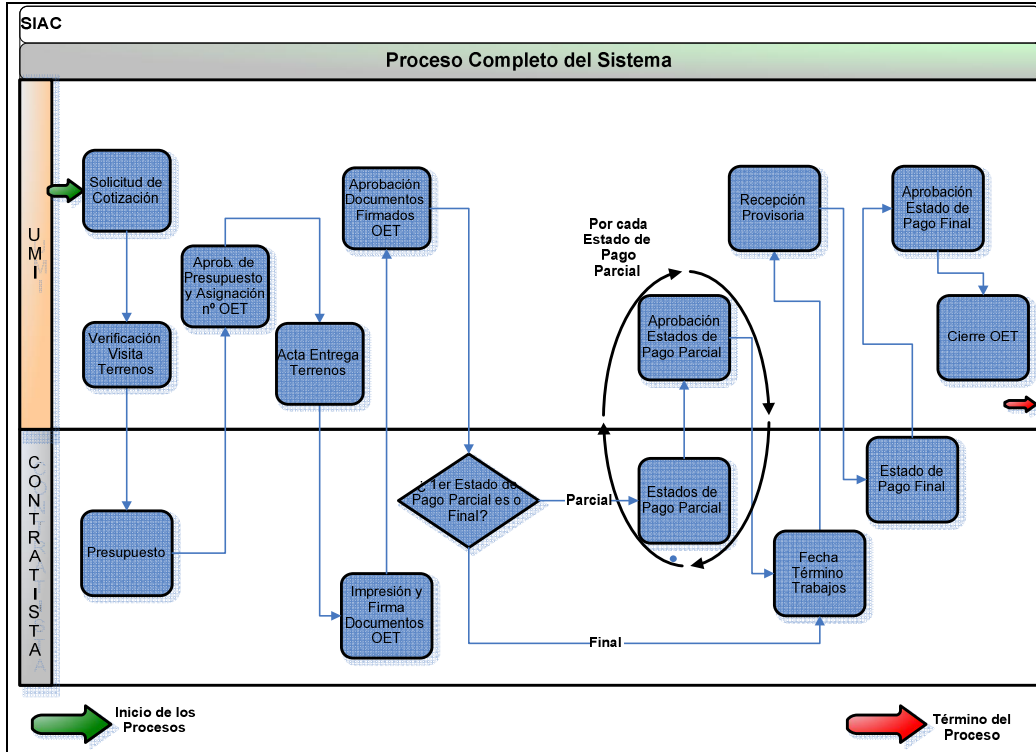 SIAC
Proceso Completo del Sistema
UMI
Solicitud de
Cotización
Verificación
Visita
Terrenos
Aprob. de
Presupuesto
y Asignación
nº OET
Acta Entrega
Terrenos
Aprobación
Documentos
Firmados
OET
Por cada
Estado de
Pago
Parcial
Aprobación
Estados de
Pago Parcial
Recepción
Provisoria
Aprobación
Estado de
Pago Final
Cierre OET
CONTRATISTA
Presupuesto
Impresión y
Firma
Documentos
OET
¿ 1er Estado de
Pago Parcial es o
Final?
Parcial
Final
Estados de
Pago Parcial
Fecha
Término
Trabajos
Estado de
Pago Final
Inicio de los
Procesos
Término del
Proceso